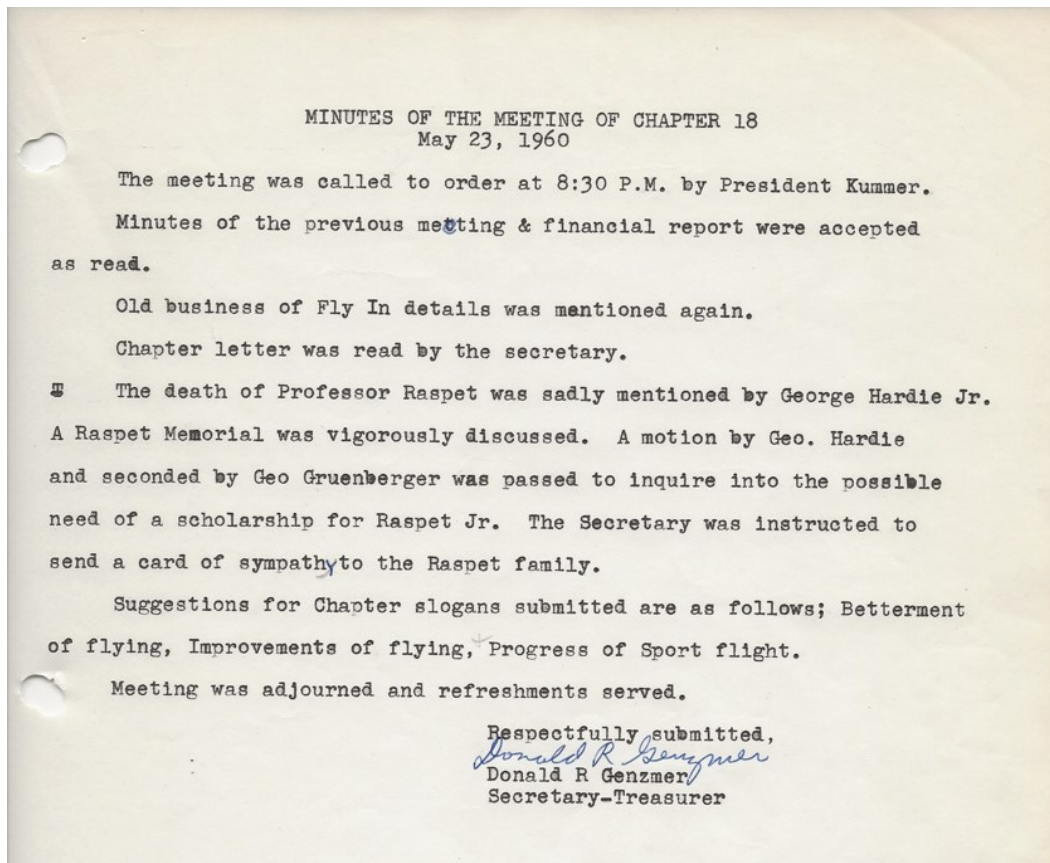 MINUTES OF THE MEETING OF CHAPTER 18
May 23, 1960
The meeting was called to order at 8:30 P.M. by President Kummer.
Minutes of the previous meeting & financial report were accepted
as read.
Old business of Fly In details was mentioned again.
Chapter letter was read by the secretary.
T The death of Professor Raspet was sadly mentioned by George Hardie Jr.
A Raspet Memorial was vigorously discussed. A motion by Geo. Hardie
and seconded by Geo Gruenberger was passed to inquire into the possible
need of a scholarship for Raspet Jr. The Secretary was instructed to
send a card of sympathy to the Raspet family.
Suggestions for Chapter slogans submitted are as follows; Betterment
of flying, Improvements of flying, Progress of Sport flight.
Meeting was adjourned and refreshments served.
Respectfully submitted,
Donald R Genzmer
Donald R Genzmer
Secretary-Treasurer